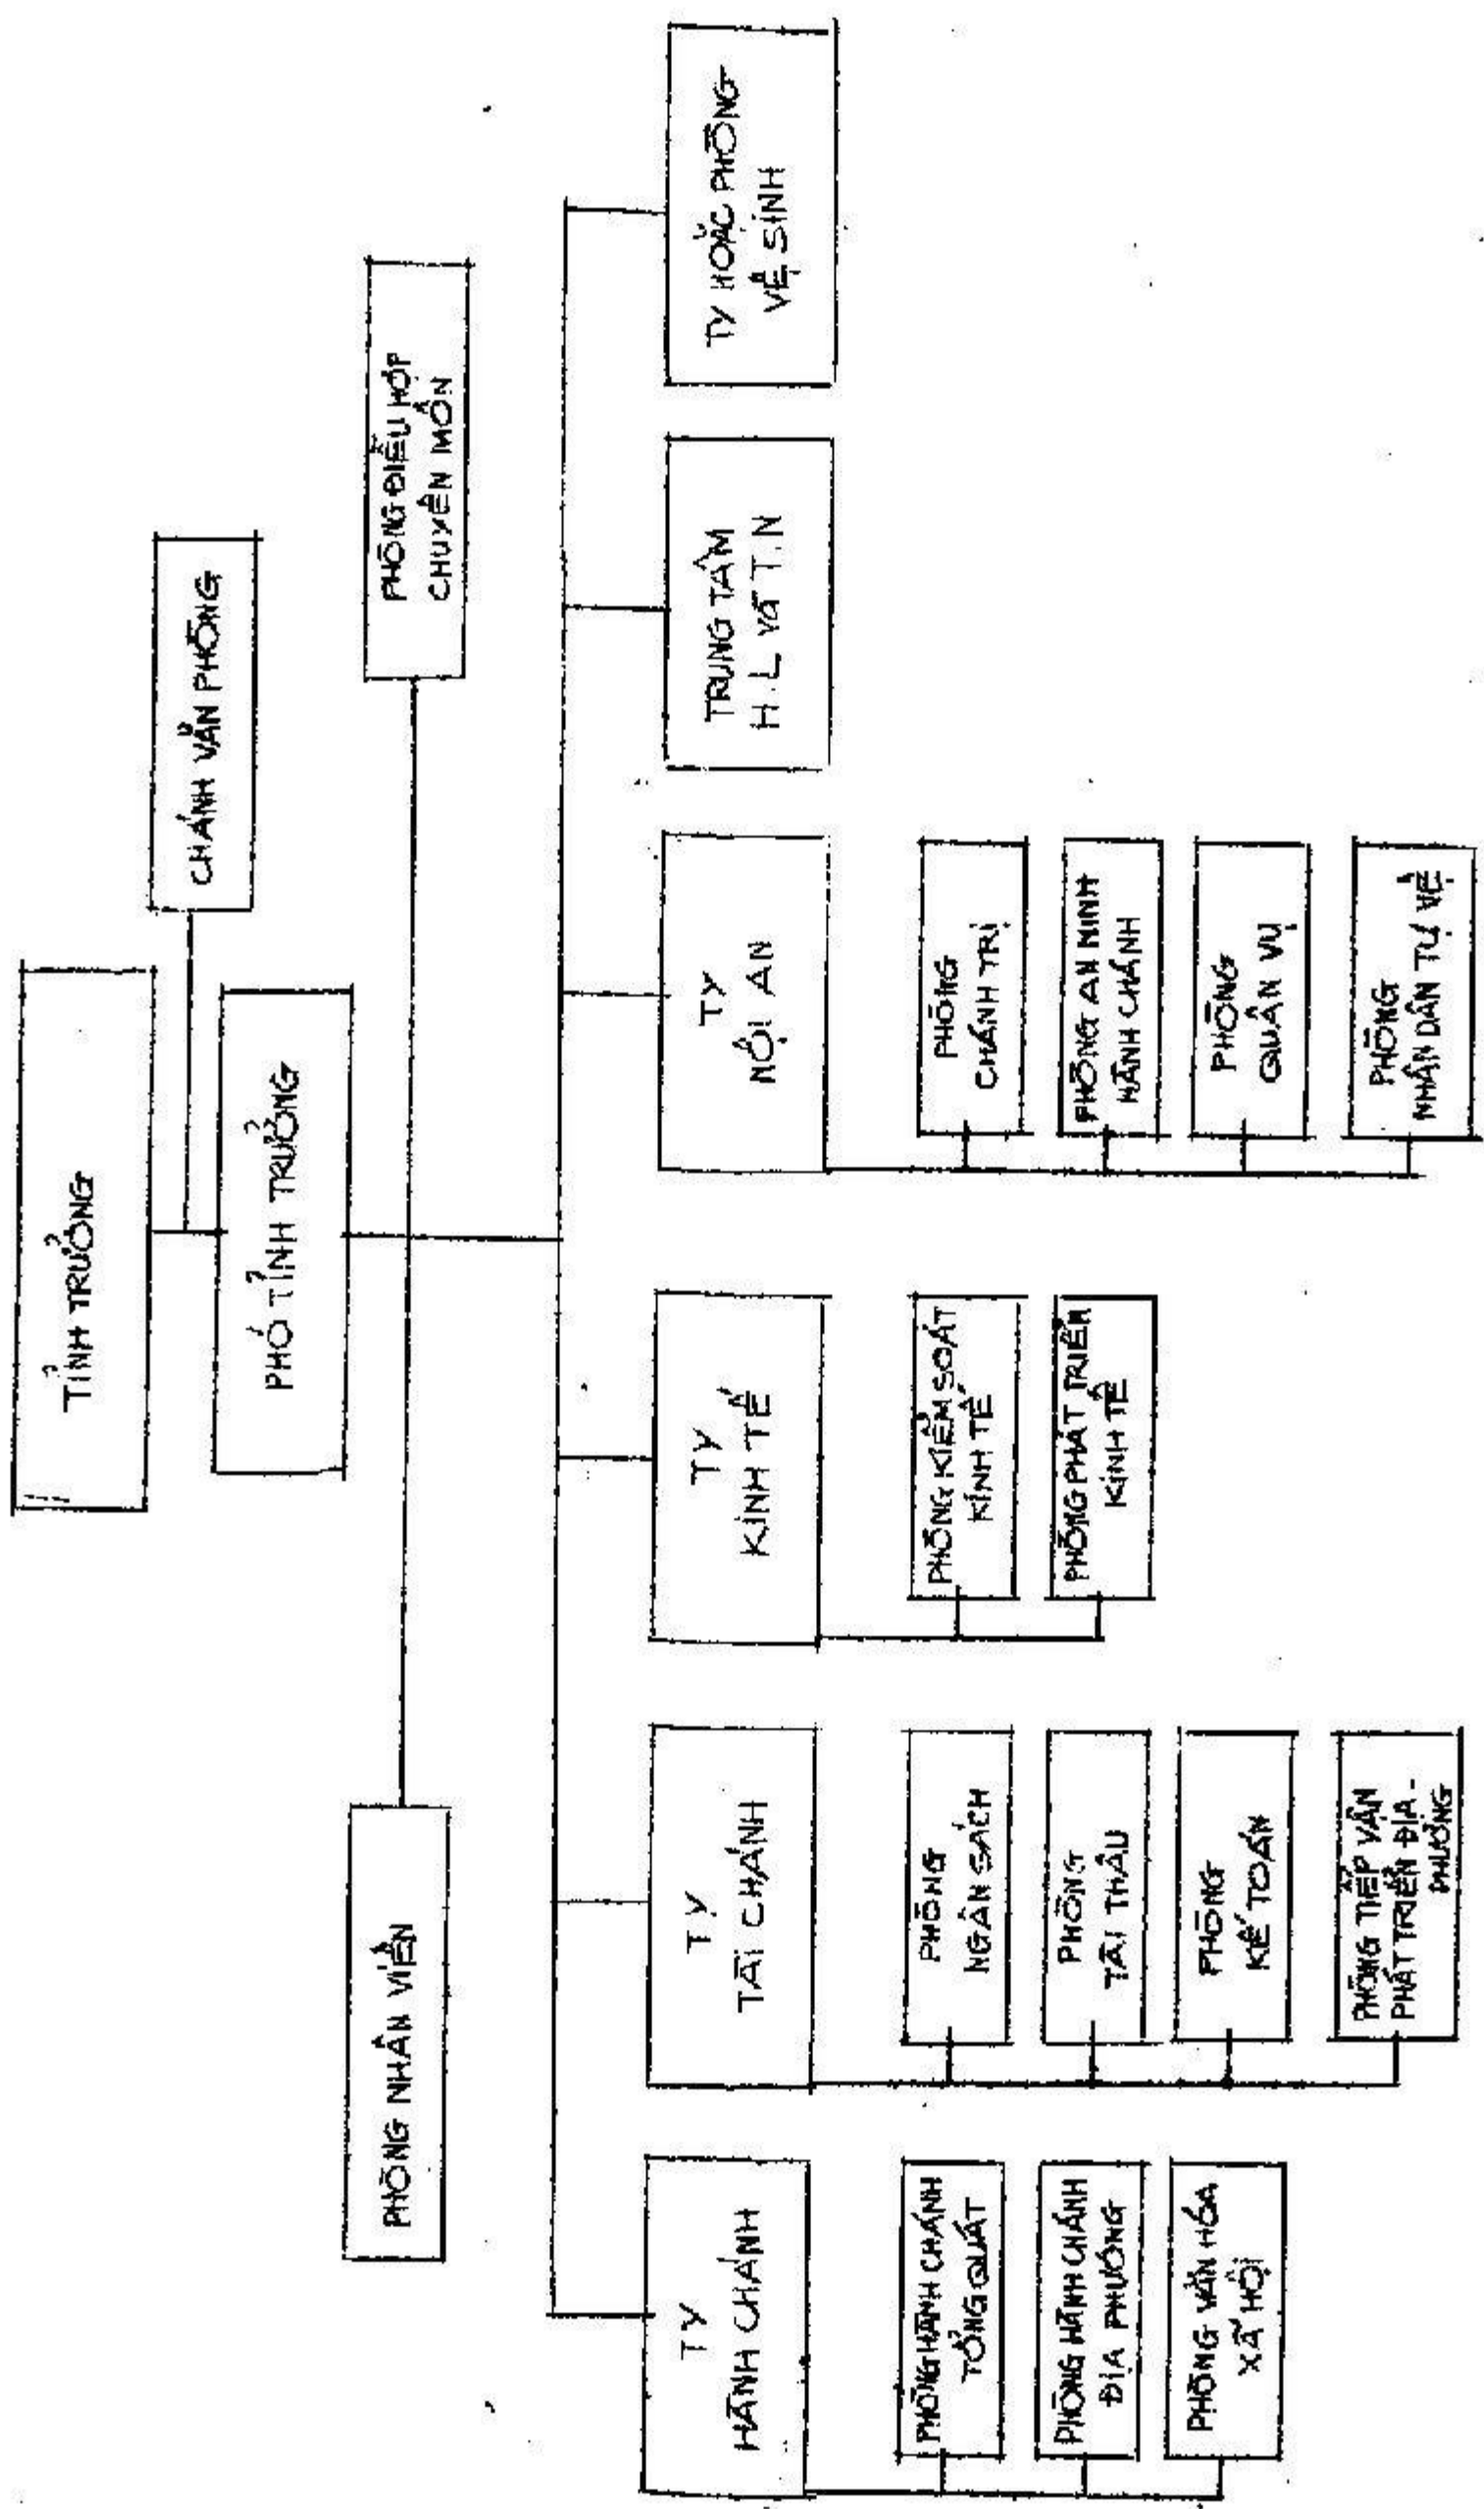 TỈNH TRƯỞNG
CHÁNH VĂN PHÒNG
PHÓ TỈNH TRƯỞNG
PHÒNG NHÂN VIÊN
PHÒNG ĐIỀU HỢP
CHUYÊN MÔN
TY
HÀNH CHÁNH
PHÒNG HÀNH CHÁNH
TỔNG QUÁT
PHÒNG HÀNH CHÁNH
ĐỊA PHƯƠNG
PHÒNG VĂN HÓA
XÃ HỘI
TY
TÀI CHÁNH
PHÒNG
NGÂN SÁCH
PHÒNG
TÀI THÂU
PHÒNG
KẾ TOÁN
PHÒNG TIẾP VẬN
PHÁT TRIỂN ĐỊA-
PHƯƠNG
TY
KINH TẾ
PHÒNG KIỂM SOÁT
KINH TẾ
PHÒNG PHÁT TRIỂN
KINH TẾ
TY
NỘI AN
PHÒNG
CHÁNH TRỊ
PHÒNG AN NINH
HÀNH CHÁNH
PHÒNG
QUÂN VỤ
PHÒNG
NHÂN DÂN TỰ VỆ
TRUNG TÂM
H.L VÀ T.N
TY HOẶC PHÒNG
VỆ SINH